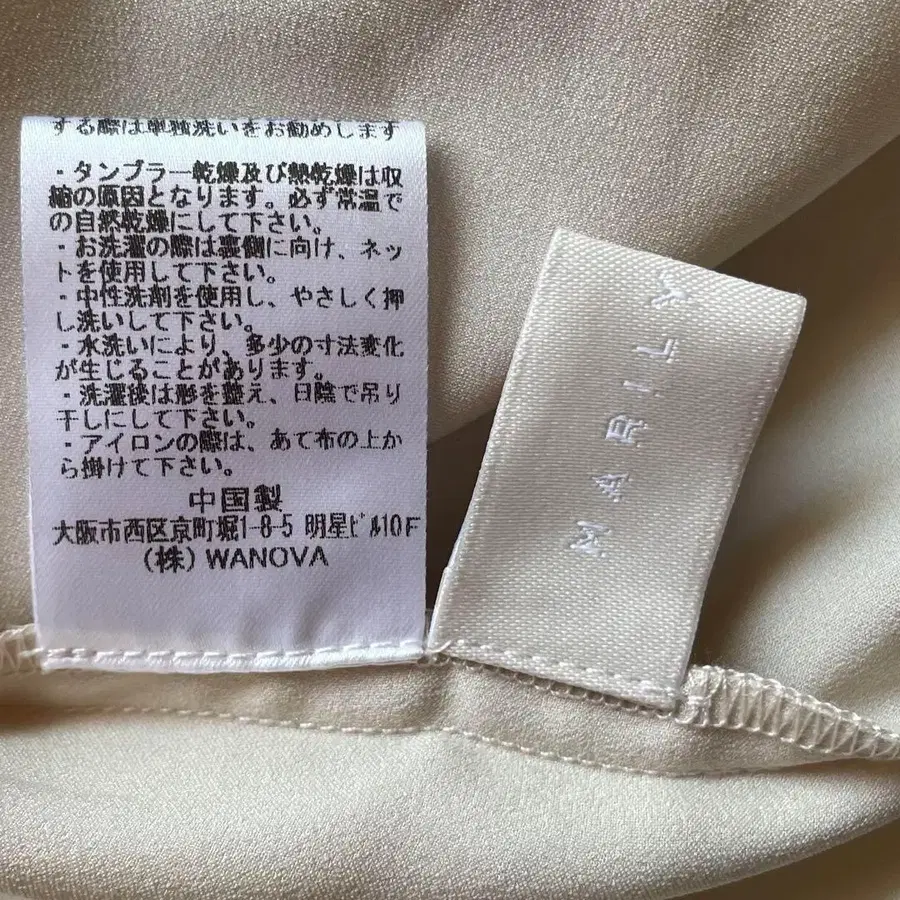 する際は単独洗いをお勧めします
・タンブラー乾燥及び熱乾燥は収
縮の原因となります。必ず常温で
の自然乾燥にして下さい。
・お洗濯の際は裏側に向け、ネッ
トを使用して下さい。
・中性洗剤を使用し、やさしく押
し洗いして下さい。
・水洗いにより、多少の寸法変化
が生じることがあります。
・洗濯後は形を整え、日陰で吊り
干しにして下さい。
・アイロンの際は、あて布の上か
ら掛けて下さい。
中国製
大阪市西区京町堀1-8-5 明星ビル10F
(株) WANOVA
MARILY